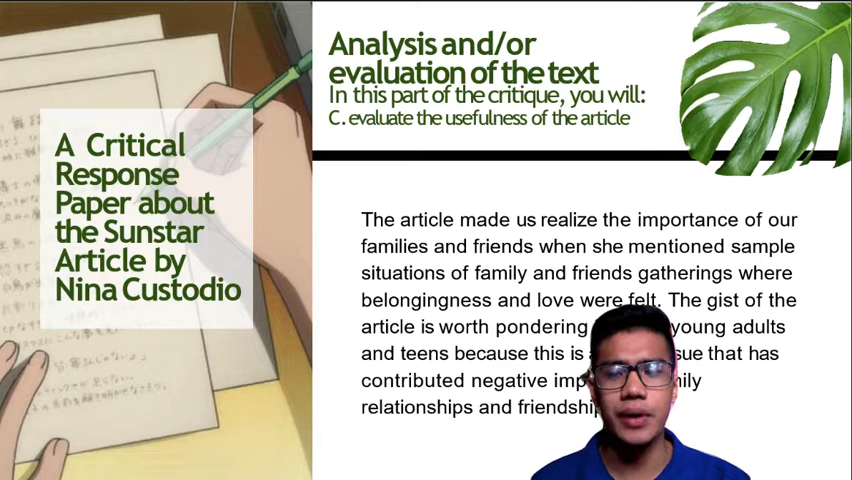 A Critical
Response
Paper about
the Sunstar
Article by
Nina Custodio
Analysis and/or
evaluation of the text
In this part of the critique, you will:
C. evaluate the usefulness of the article
The article made us realize the importance of our
families and friends when she mentioned sample
situations of family and friends gatherings where
belongingness and love were felt. The gist of the
article is worth pondering young adults
and teens because this is that has
contributed negative
relationships and